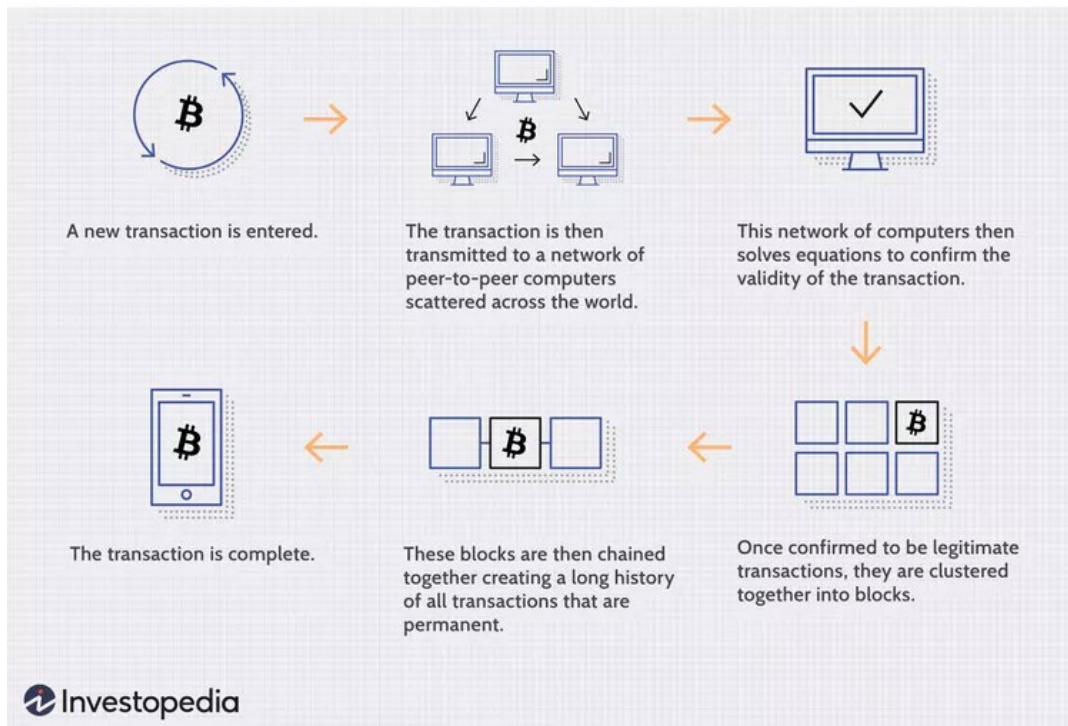 A new transaction is entered.
The transaction is then
transmitted to a network of
peer-to-peer computers
scattered across the world.
This network of computers then
solves equations to confirm the
validity of the transaction.
Once confirmed to be legitimate
transactions, they are clustered
together into blocks.
These blocks are then chained
together creating a long history
of all transactions that are
permanent.
The transaction is complete.
Investopedia